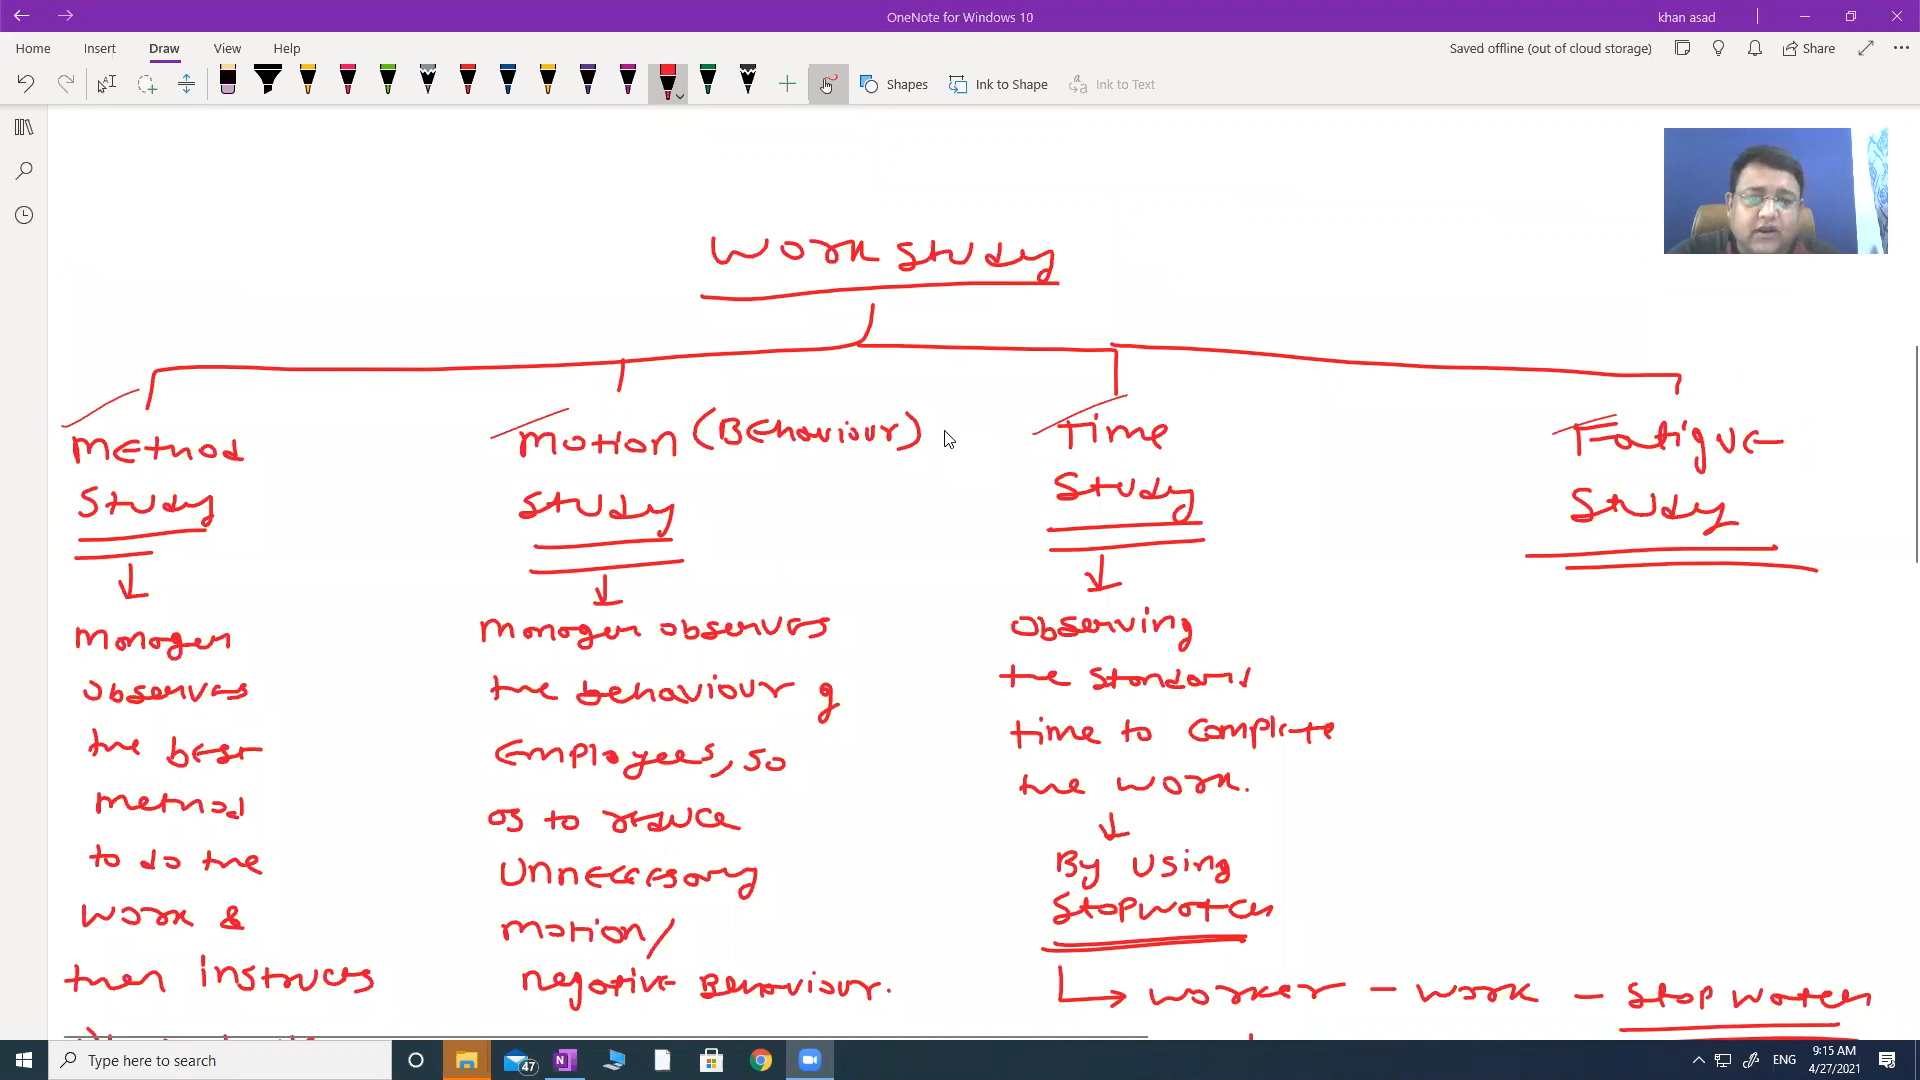 OneNote for Windows 10
khan asad
Home Insert Draw View Help
Saved offline (out of cloud storage)
Share
Shapes
Ink to Shape
Ink to Text
Work Study
Method
Study
Motion (Behaviour)
Study
Time
Study
Fatigue
Study
Manager
observes
the best
method
to do the
work &
then instructs
Manager observes
the behaviour of
Employees, so
as to reduce
Unnecessary
motion/
negative Behaviour.
Observing
the standard
time to complete
the work.
By Using
Stopwatch
worker - work - Stop watch
Type here to search
47
ENG
9:15 AM
4/27/2021